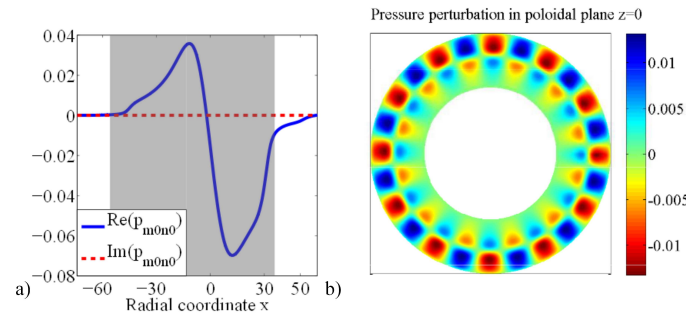 Pressure perturbation in poloidal plane z=0
0.04
0.02
0
−0.02
−0.04
−0.06
−0.08
Re(p_m0n0)
Im(p_m0n0)
−60 −30 0 30 60
Radial coordinate x
a)
b)
0.01
0.005
0
−0.005
−0.01